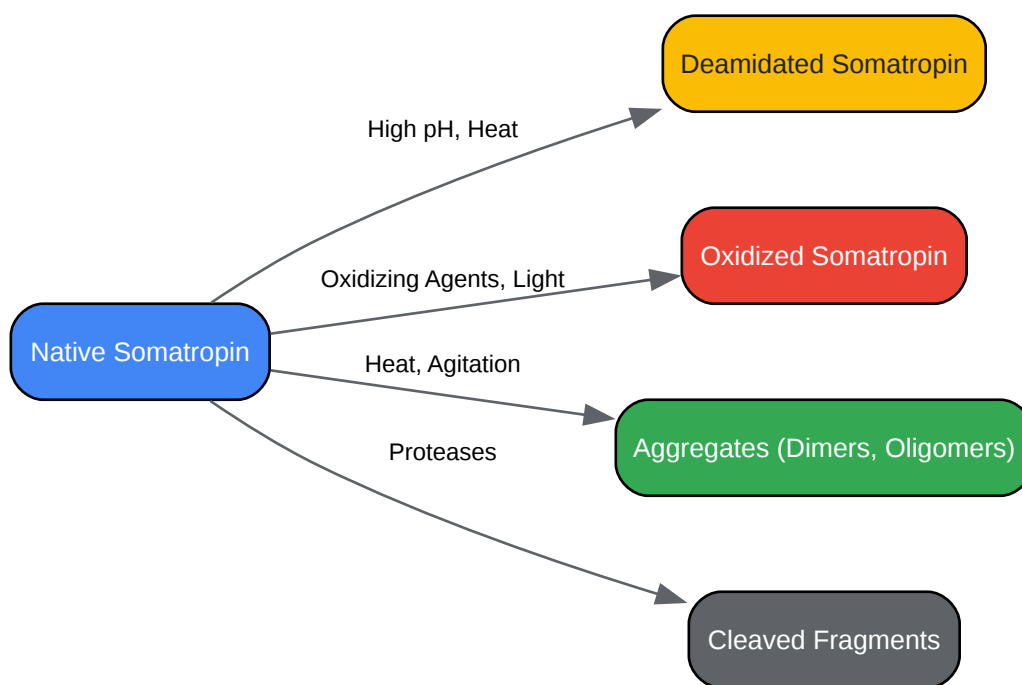 Deamidated Somatropin
High pH, Heat
Oxidized Somatropin
Oxidizing Agents, Light
Native Somatropin
Heat, Agitation
Aggregates (Dimers, Oligomers)
Proteases
Cleaved Fragments